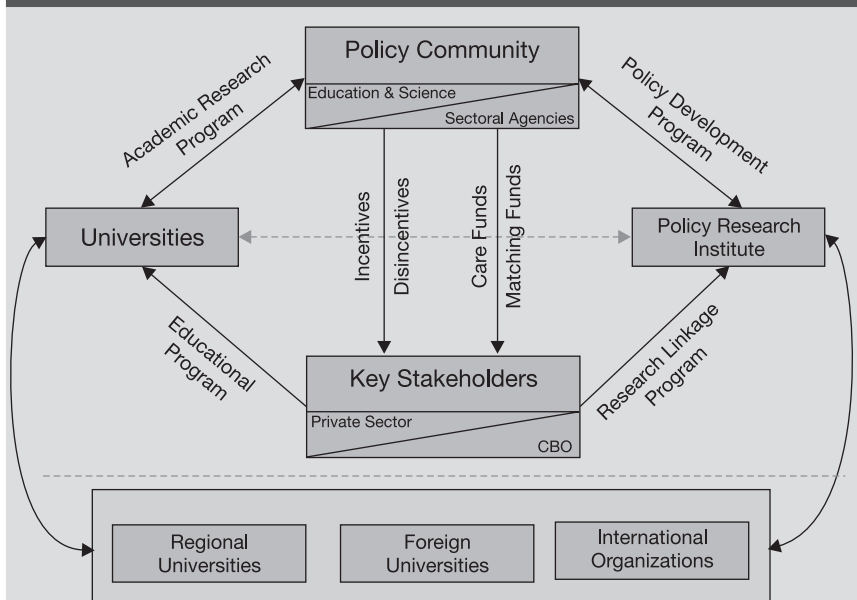 Policy Community
Education & Science
Sectoral Agencies
Academic Research
Program
Policy Development
Program
Universities
Incentives
Disincentives
Care Funds
Matching Funds
Policy Research
Institute
Educational
Program
Key Stakeholders
Private Sector
CBO
Research Linkage
Program
Regional
Universities
Foreign
Universities
International
Organizations